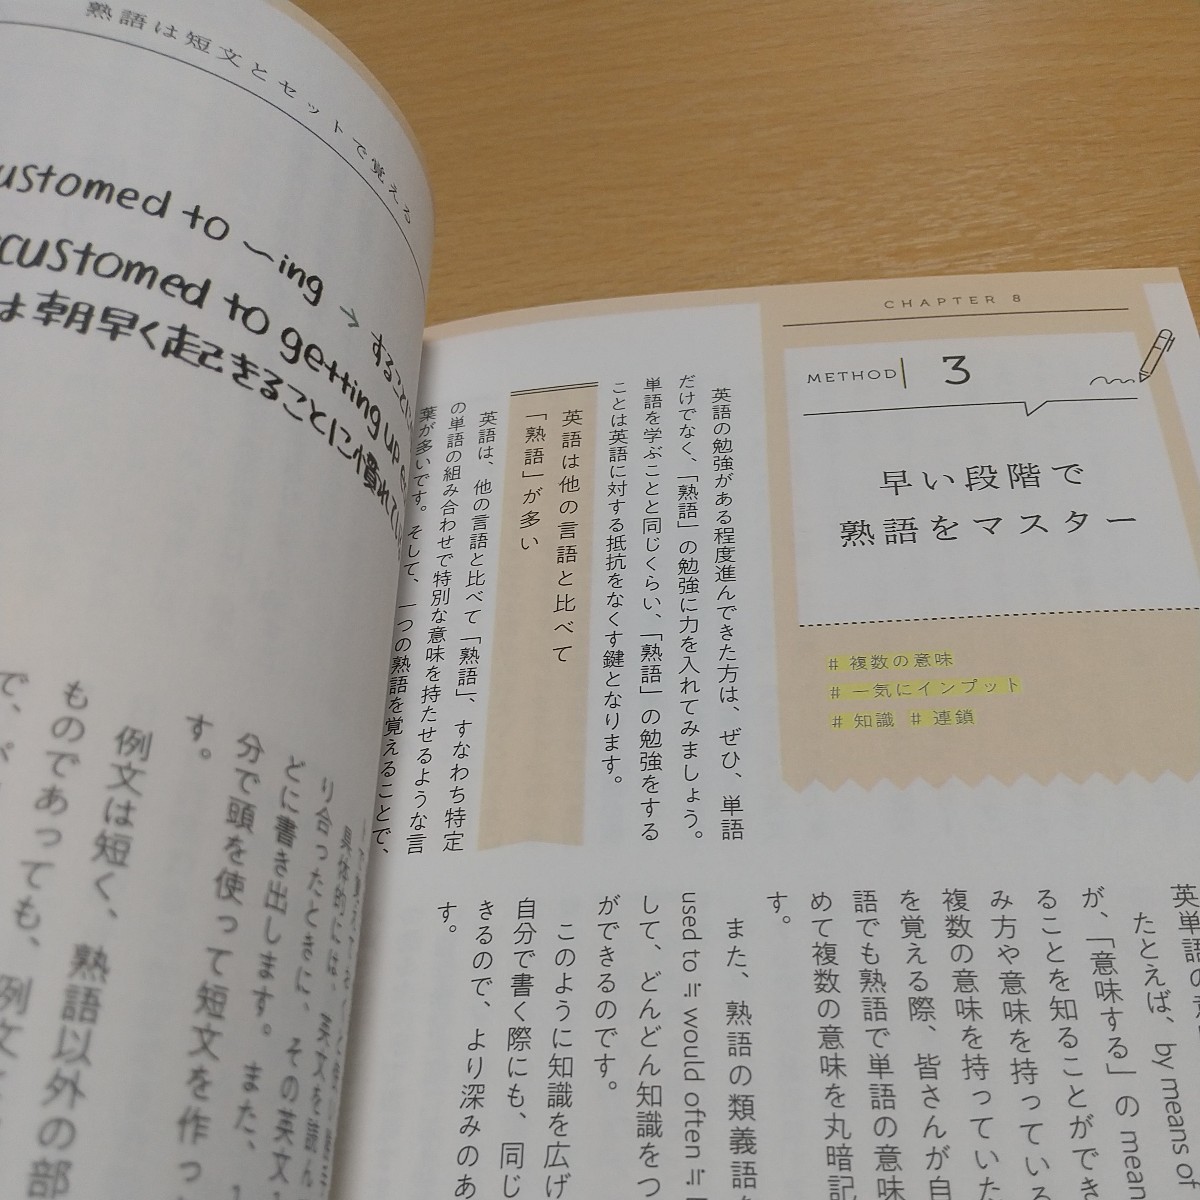 熟語は短文とセットで覚える
customed to 〜ing → すること
ccustomed to getting up
は朝早く起きることに慣れてい
り合ったときに、英文を読ん
どに書き出します。また、
分で頭を使って短文を作っ
す。
例文は短く、熟語以外の部
ものであっても、例文
で、
CHAPTER 8
METHOD 3
早い段階で
熟語をマスター
# 複数の意味
# 一気にインプット
# 知識 # 連鎖
英語の勉強がある程度進んできた方は、ぜひ、単語
だけでなく、「熟語」の勉強に力を入れてみましょう。
単語を学ぶことと同じくらい、「熟語」の勉強をする
ことは英語に対する抵抗をなくす鍵となります。
英語は他の言語と比べて
「熟語」が多い
英語は、他の言語と比べて「熟語」、すなわち特定
の単語の組み合わせで特別な意味を持たせるような言
葉が多いです。そして、一つの熟語を覚えることで、
英単語の
たとえば、by means of
が、「意味する」の mean
ることを知ることができ
み方や意味を持っている
複数の意味を持っていた
を覚える際、皆さんが自
語でも熟語で単語の意味
めて複数の意味を丸暗記
す。
また、熟語の類義語を
used to ≒ would often ≒
して、どんどん知識をつ
ができるのです。
このように知識を広げ
自分で書く際にも、同じ
きるので、より深みのあ
す。